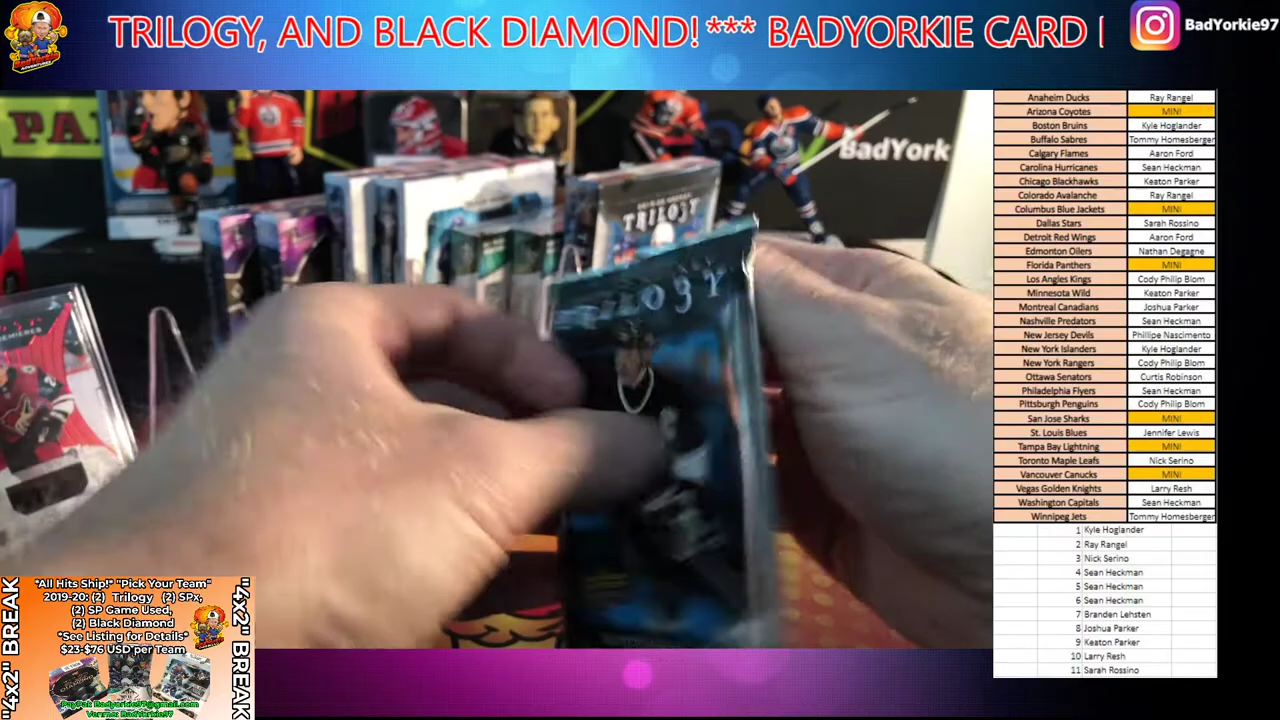 TRILOGY, AND BLACK DIAMOND! *** BADYORKIE CARD
BadYorkie97
BadYork
TRILOGY
Anaheim Ducks Ray Rangel
Arizona Coyotes MINI
Boston Bruins Kyle Hoglander
Buffalo Sabres Tommy Homesberger
Calgary Flames Aaron Ford
Carolina Hurricanes Sean Heckman
Chicago Blackhawks Keaton Parker
Colorado Avalanche Ray Rangel
Columbus Blue Jackets MINI
Dallas Stars Sarah Rossino
Detroit Red Wings Aaron Ford
Edmonton Oilers Nathan Degagne
Florida Panthers MINI
Los Angles Kings Cody Philip Blom
Minnesota Wild Keaton Parker
Montreal Canadians Joshua Parker
Nashville Predators Sean Heckman
New Jersey Devils Phillipe Nascimento
New York Islanders Kyle Hoglander
New York Rangers Cody Philip Blom
Ottawa Senators Curtis Robinson
Philadelphia Flyers Sean Heckman
Pittsburgh Penguins Cody Philip Blom
San Jose Sharks MINI
St. Louis Blues Jennifer Lewis
Tampa Bay Lightning MINI
Toronto Maple Leafs Nick Serino
Vancouver Canucks MINI
Vegas Golden Knights Larry Resh
Washington Capitals Sean Heckman
Winnipeg Jets Tommy Homesberger
1 Kyle Hoglander
2 Ray Rangel
3 Nick Serino
4 Sean Heckman
5 Sean Heckman
6 Sean Heckman
7 Branden Lehsten
8 Joshua Parker
9 Keaton Parker
10 Larry Resh
11 Sarah Rossino
"4x2" BREAK
"All Hits Ship!" "Pick Your Team"
2019-20: (2) Trilogy (2) SPx,
(2) SP Game Used,
(2) Black Diamond
*See Listing for Details*
$23-$76 USD per Team
PayPal: Badyorkie97@gmail.com
Venmo: BadYorkie97
"4x2" BREAK